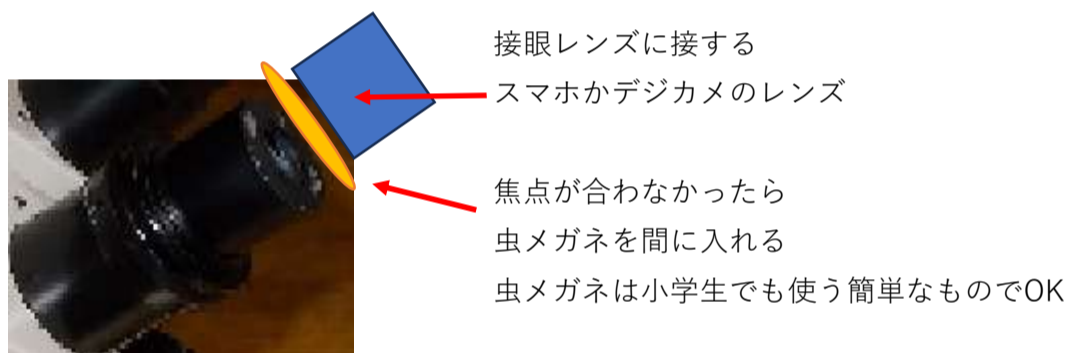 接眼レンズに接する
スマホかデジカメのレンズ
焦点が合わなかったら
虫メガネを間に入れる
虫メガネは小学生でも使う簡単なものでOK